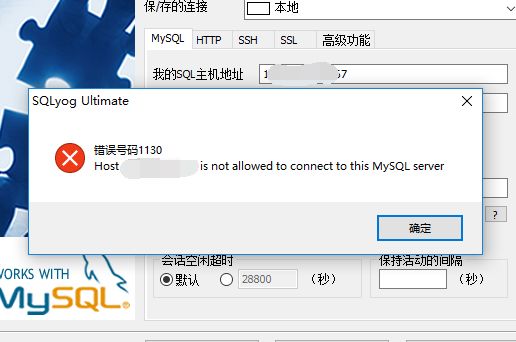 保/存的连接
本地
MySQL
HTTP
SSH
SSL
高级功能
我的SQL主机地址
1
67
SQLyog Ultimate
错误号码1130
Host is not allowed to connect to this MySQL server
确定
?
WORKS WITH
MySQL®
会话空闲超时
默认
28800
(秒)
保持活动的间隔
(秒)